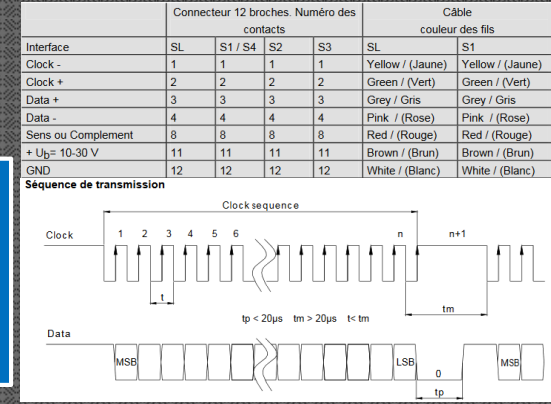 Connecteur 12 broches. Numéro des contacts Câble couleur des fils
Interface SL S1 / S4 S2 S3 SL S1
Clock - 1 1 1 1 Yellow / (Jaune) Yellow / (Jaune)
Clock + 2 2 2 2 Green / (Vert) Green / (Vert)
Data + 3 3 3 3 Grey / Gris Grey / Gris
Data - 4 4 4 4 Pink / (Rose) Pink / (Rose)
Sens ou Complement 8 8 8 8 Red / (Rouge) Red / (Rouge)
+ Ub= 10-30 V 11 11 11 11 Brown / (Brun) Brown / (Brun)
GND 12 12 12 12 White / (Blanc) White / (Blanc)
Séquence de transmission
Clock sequence
Clock 1 2 3 4 5 6 n n+1
t tm
tp < 20µs tm > 20µs t< tm
Data
MSB LSB 0 MSB
tp